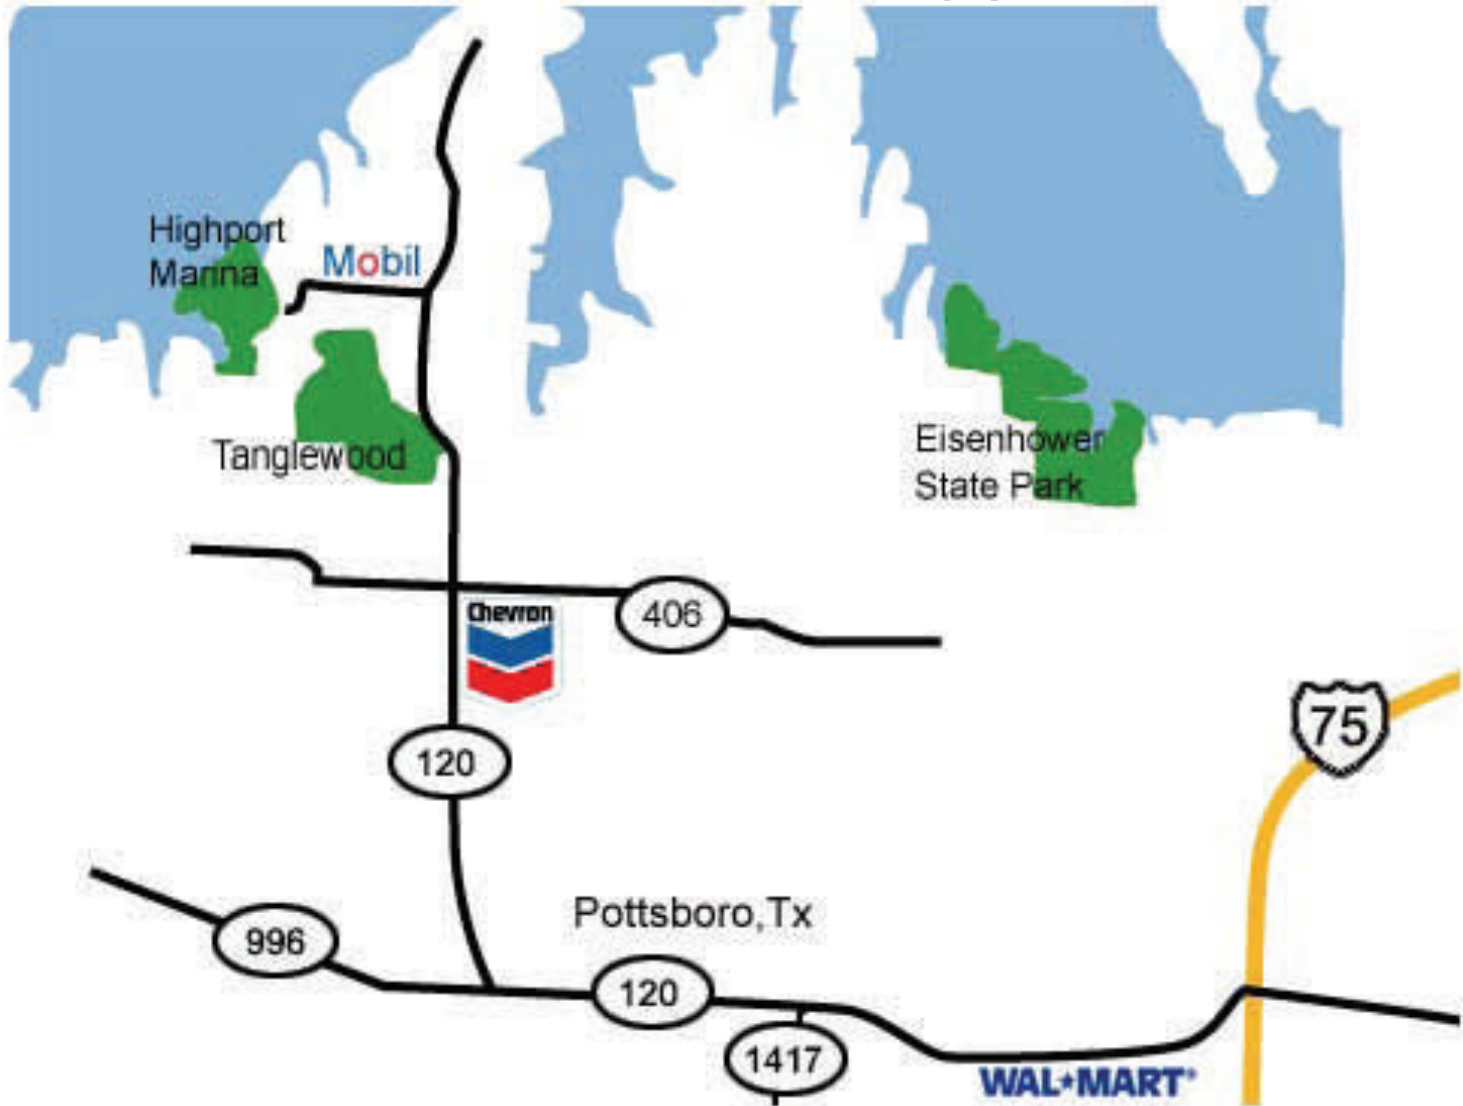 Highport
Marina
Mobil
Tanglewood
Eisenhower
State Park
406
Chevron
75
120
Pottsboro,Tx
996
120
1417
WAL★MART®